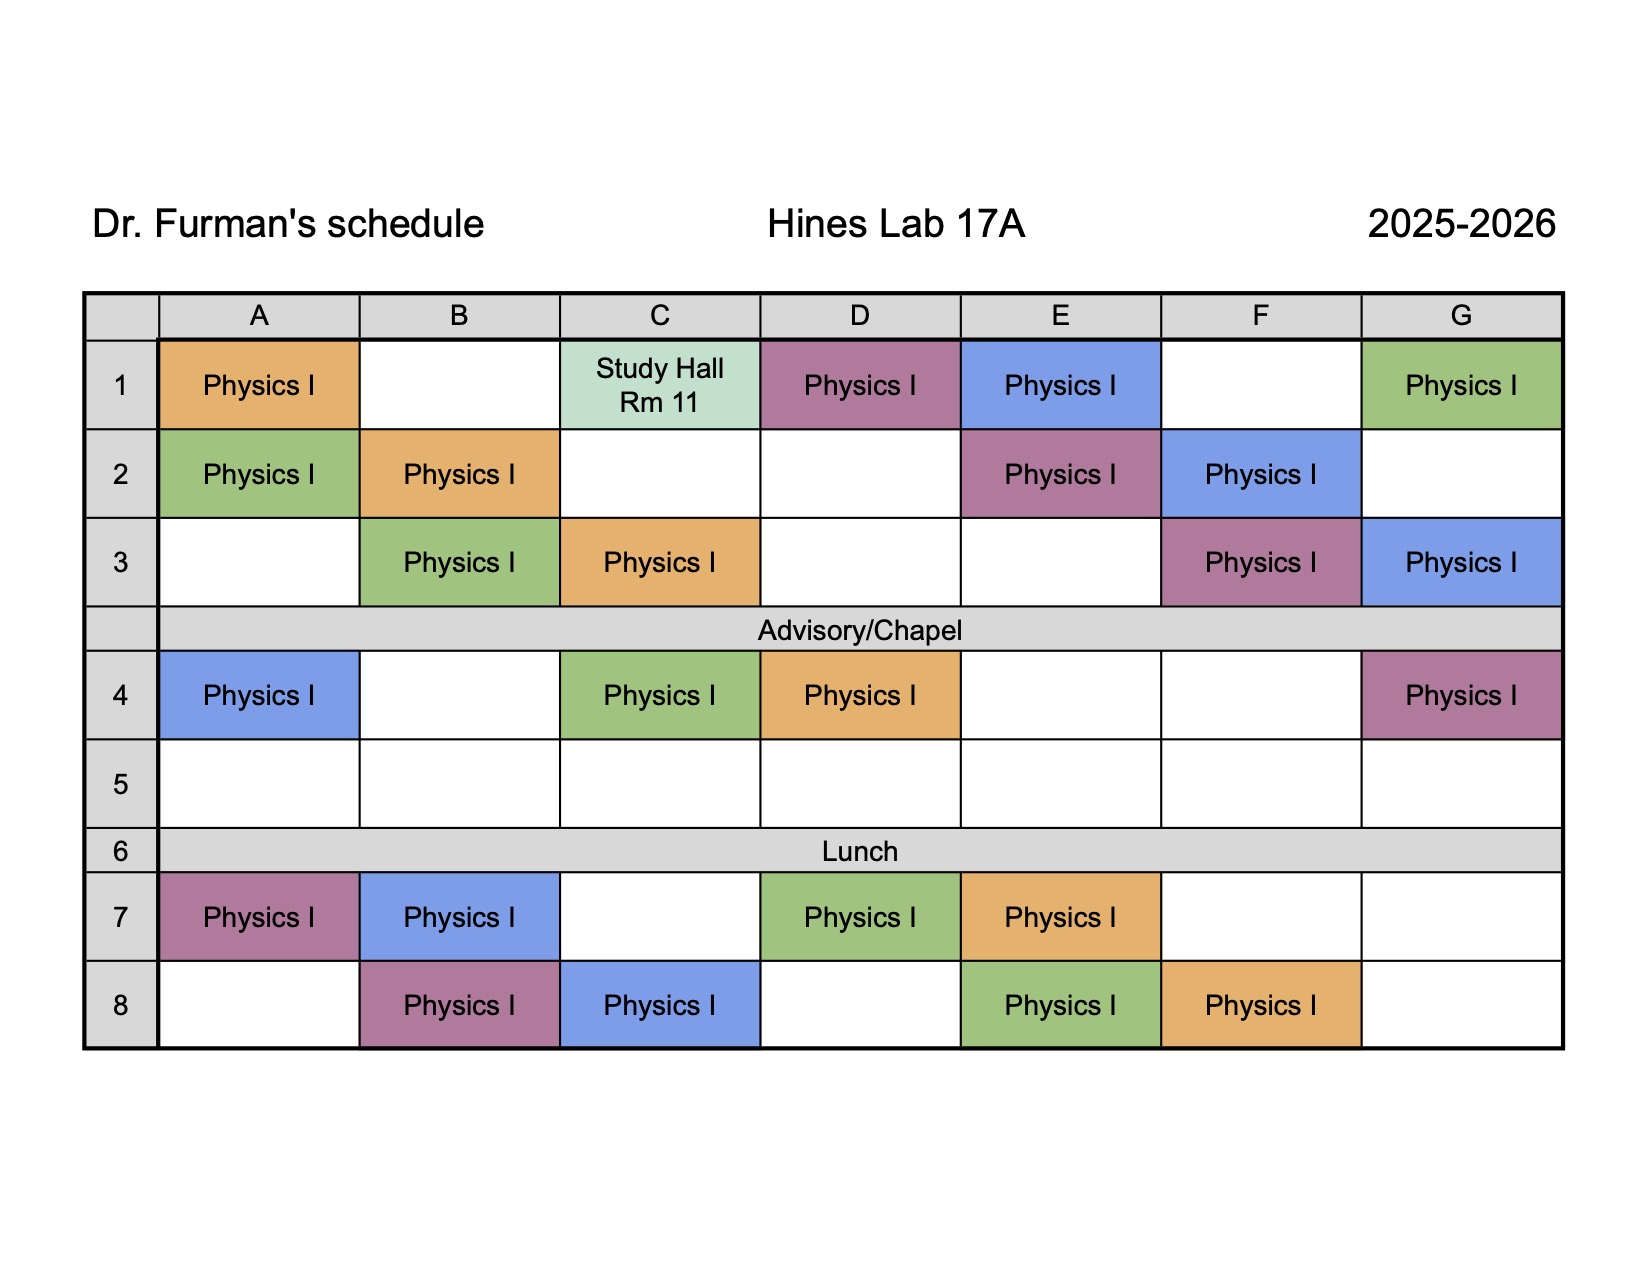 Dr. Furman's schedule Hines Lab 17A 2025-2026
A B C D E F G
1 Physics I Study Hall Rm 11 Physics I Physics I Physics I
2 Physics I Physics I Physics I Physics I
3 Physics I Physics I Physics I Physics I
Advisory/Chapel
4 Physics I Physics I Physics I Physics I
5
6 Lunch
7 Physics I Physics I Physics I Physics I
8 Physics I Physics I Physics I Physics I